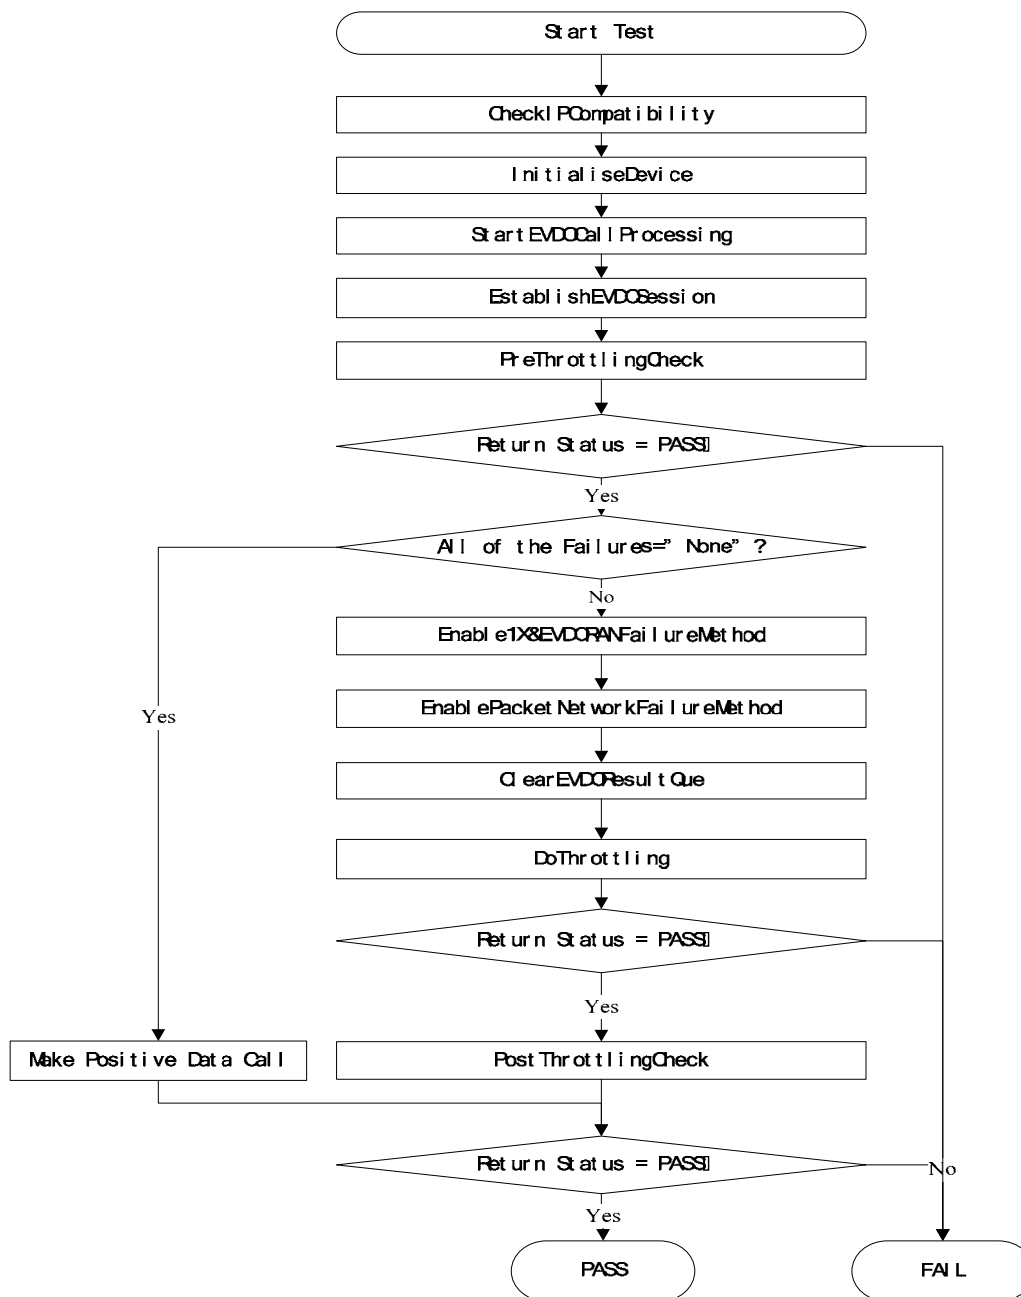 Start Test
CheckIPCompatibility
InitialiseDevice
StartEVDOCallProcessing
EstablishEVDOSession
PreThrottlingCheck
Return Status = PASS
Yes
All of the Failures=”None”?
No
Enable1X&EVDORANFailureMethod
EnablePacketNetworkFailureMethod
Yes
ClearEVDOResultQue
DoThrottling
Return Status = PASS
Yes
Make Positive Data Call
PostThrottlingCheck
Return Status = PASS
No
Yes
PASS
FAIL